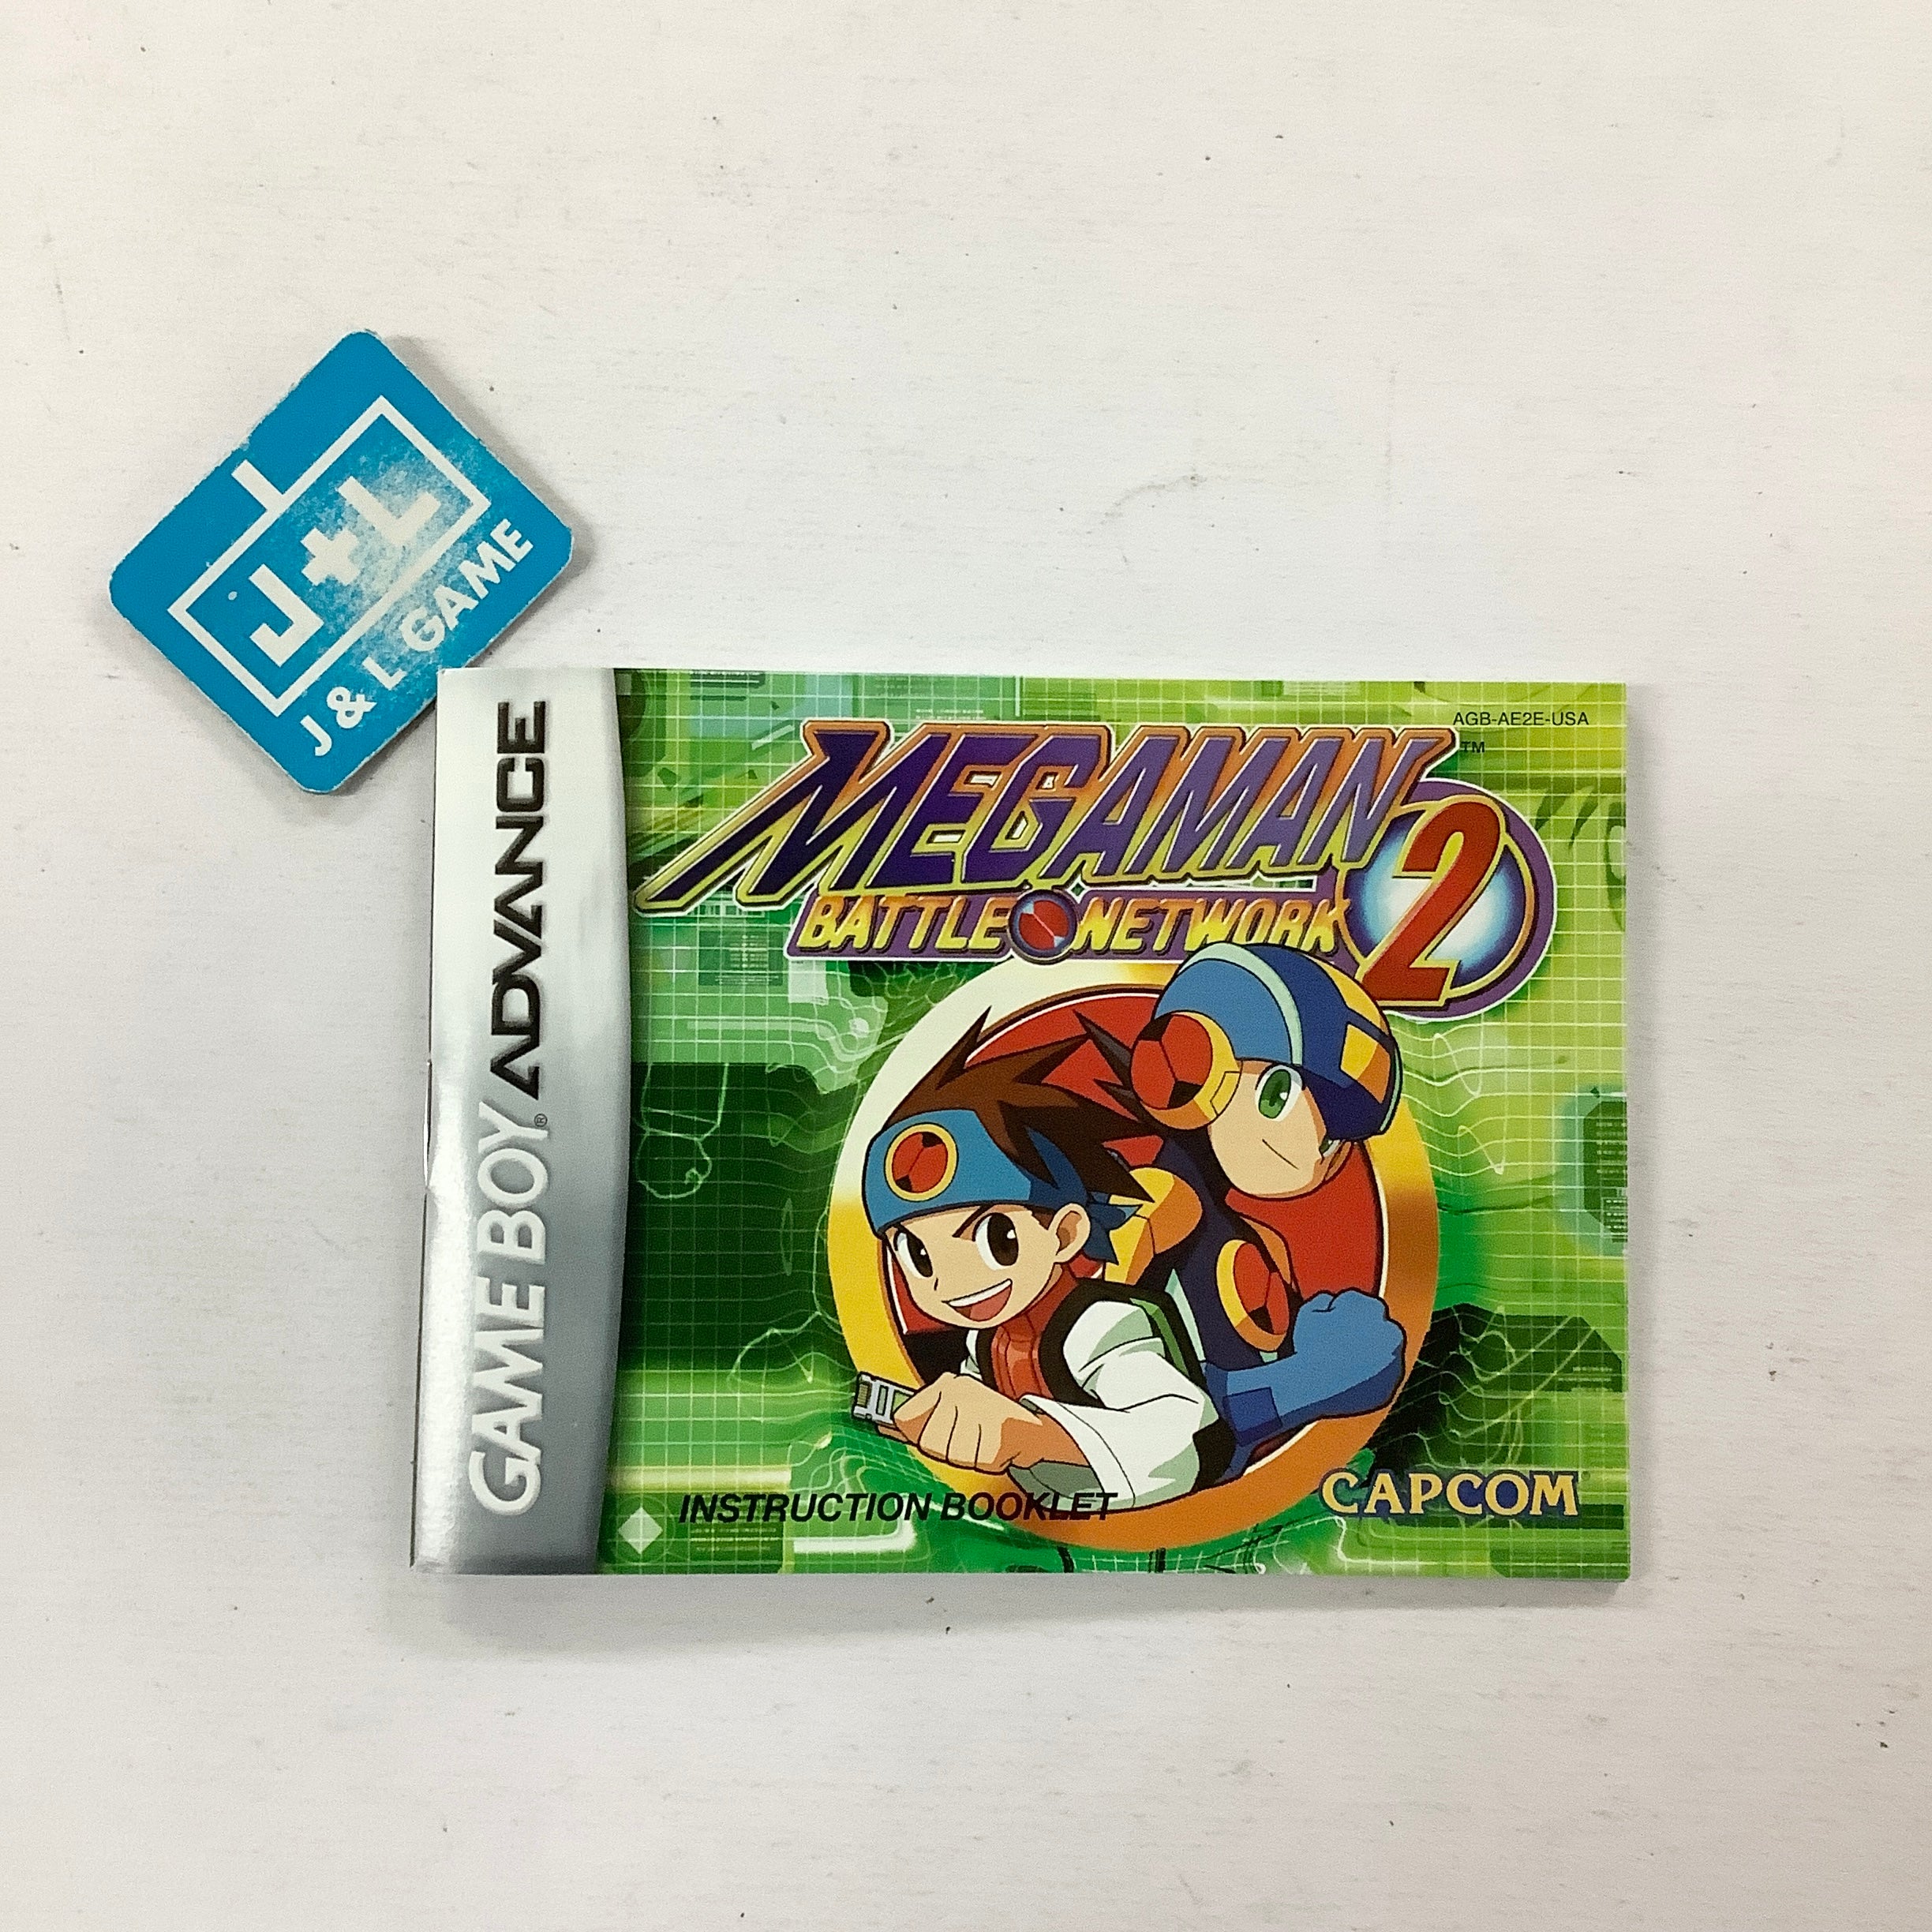 J+L
J & L GAME
GAME BOY® ADVANCE
AGB-AE2E-USA
MEGAMAN™
BATTLE NETWORK 2
INSTRUCTION BOOKLET
CAPCOM